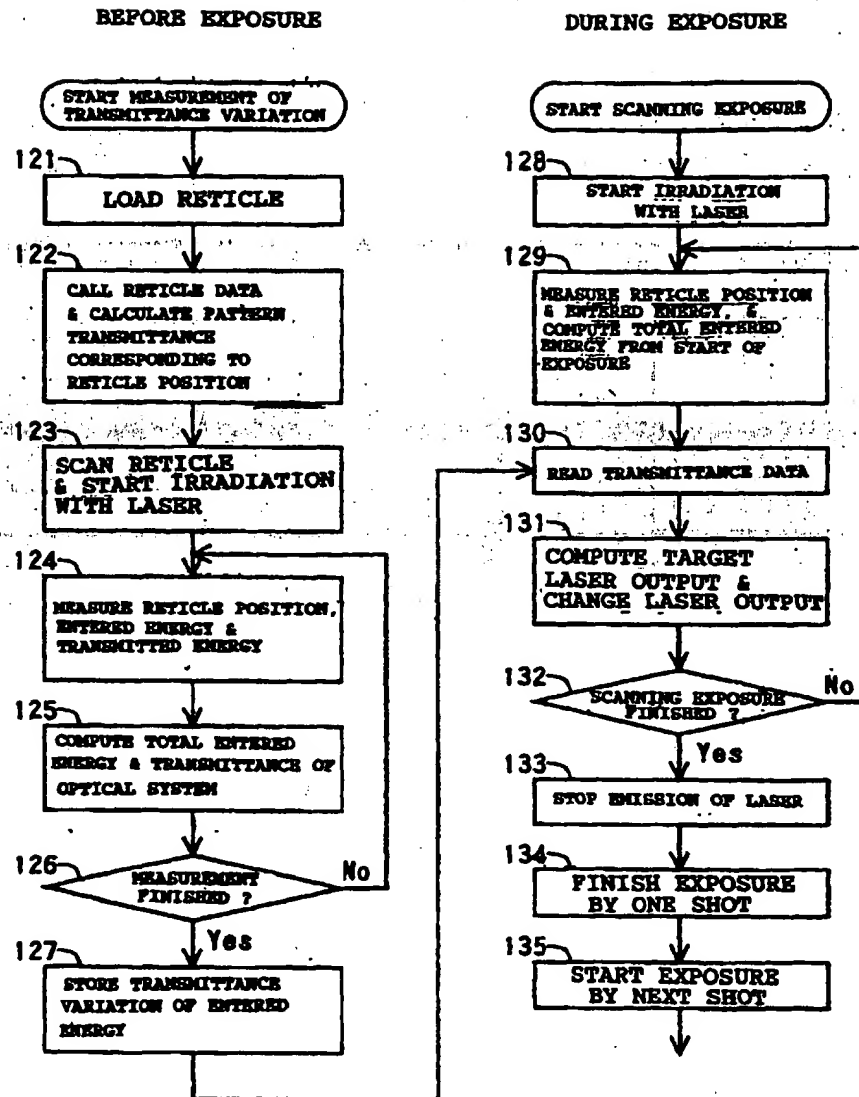 BEFORE EXPOSURE
START MEASUREMENT OF
TRANSMITTANCE VARIATION
121
LOAD RETICLE
122
CALL RETICLE DATA
& CALCULATE PATTERN
TRANSMITTANCE
CORRESPONDING TO
RETICLE POSITION
123
SCAN RETICLE
& START IRRADIATION
WITH LASER
124
MEASURE RETICLE POSITION,
ENTERED ENERGY &
TRANSMITTED ENERGY
125
COMPUTE TOTAL ENTERED
ENERGY & TRANSMITTANCE OF
OPTICAL SYSTEM
126
MEASUREMENT
FINISHED ?
No
Yes
127
STORE TRANSMITTANCE
VARIATION OF ENTERED
ENERGY
DURING EXPOSURE
START SCANNING EXPOSURE
128
START IRRADIATION
WITH LASER
129
MEASURE RETICLE POSITION
& ENTERED ENERGY, &
COMPUTE TOTAL ENTERED
ENERGY FROM START OF
EXPOSURE
130
READ TRANSMITTANCE DATA
131
COMPUTE TARGET
LASER OUTPUT &
CHANGE LASER OUTPUT
132
SCANNING EXPOSURE
FINISHED ?
No
Yes
133
STOP EMISSION OF LASER
134
FINISH EXPOSURE
BY ONE SHOT
135
START EXPOSURE
BY NEXT SHOT